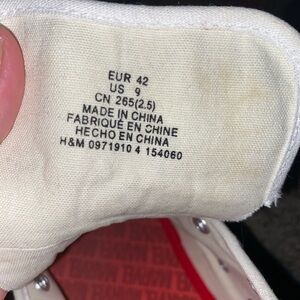 EUR 42
US 9
CN 265(2.5)
MADE IN CHINA
FABRIQUÉ EN CHINE
HECHO EN CHINA
H&M 0971910 4 154060